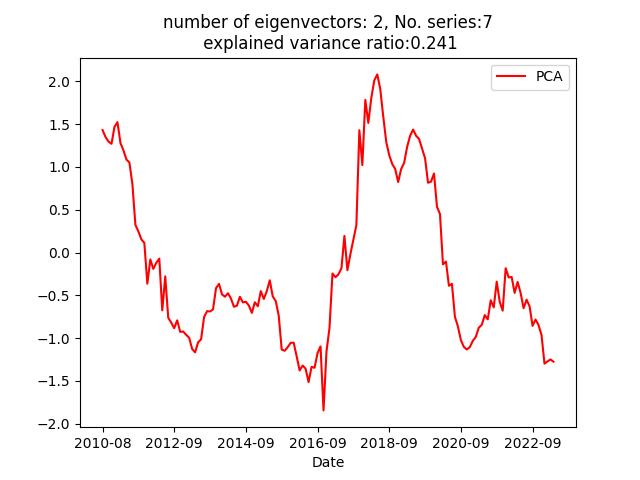 number of eigenvectors: 2, No. series:7
explained variance ratio:0.241
PCA
2.0
1.5
1.0
0.5
0.0
−0.5
−1.0
−1.5
−2.0
2010-08 2012-09 2014-09 2016-09 2018-09 2020-09 2022-09
Date